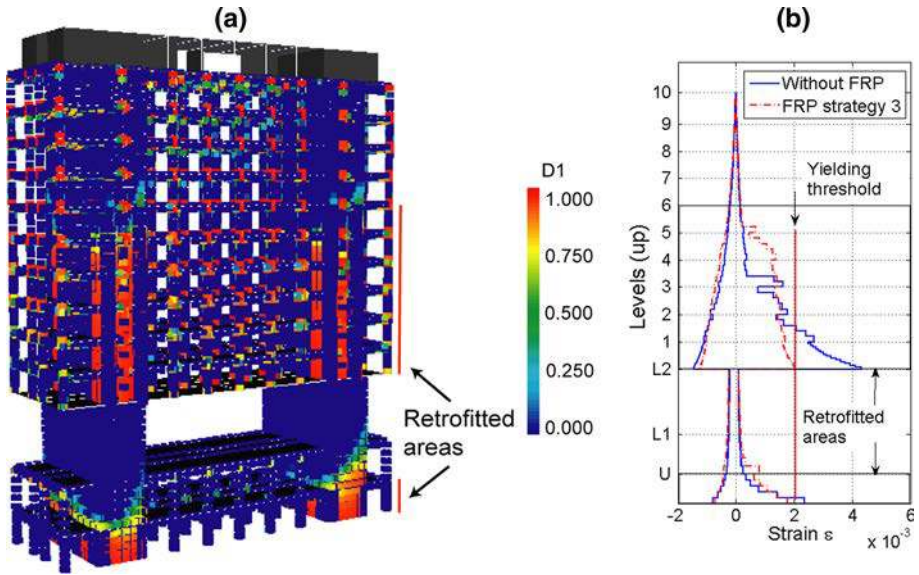 (a)
D1
1.000
0.750
0.500
0.250
0.000
Retrofitted
areas
(b)
Without FRP
FRP strategy 3
Yielding
threshold
Levels (up)
10
9
8
7
6
5
4
3
2
1
L2
L1
U
Retrofitted
areas
-2
0
2
4
6
Strain ε
x 10⁻³